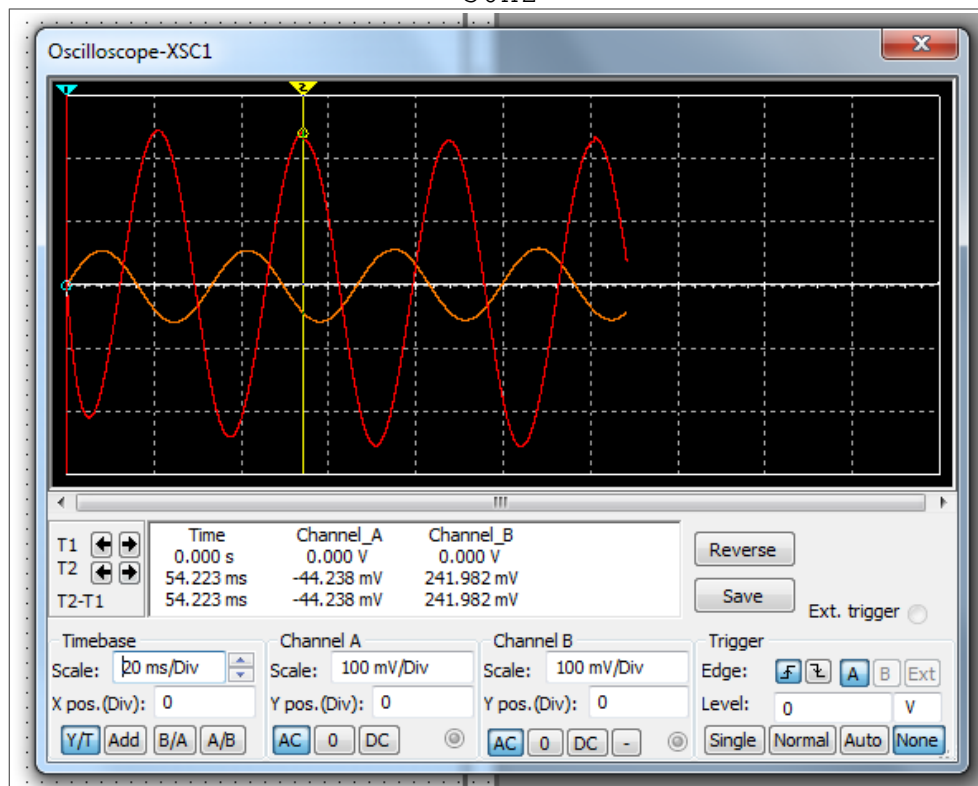 Oscilloscope-XSC1
x
1 2
Time Channel_A Channel_B
T1 0.000 s 0.000 V 0.000 V
T2 54.223 ms -44.238 mV 241.982 mV
T2-T1 54.223 ms -44.238 mV 241.982 mV
Reverse
Save
Ext. trigger
Timebase Channel A Channel B Trigger
Scale: 20 ms/Div Scale: 100 mV/Div Scale: 100 mV/Div Edge: A B Ext
X pos.(Div): 0 Y pos.(Div): 0 Y pos.(Div): 0 Level: 0 V
Y/T Add B/A A/B AC 0 DC AC 0 DC - Single Normal Auto None